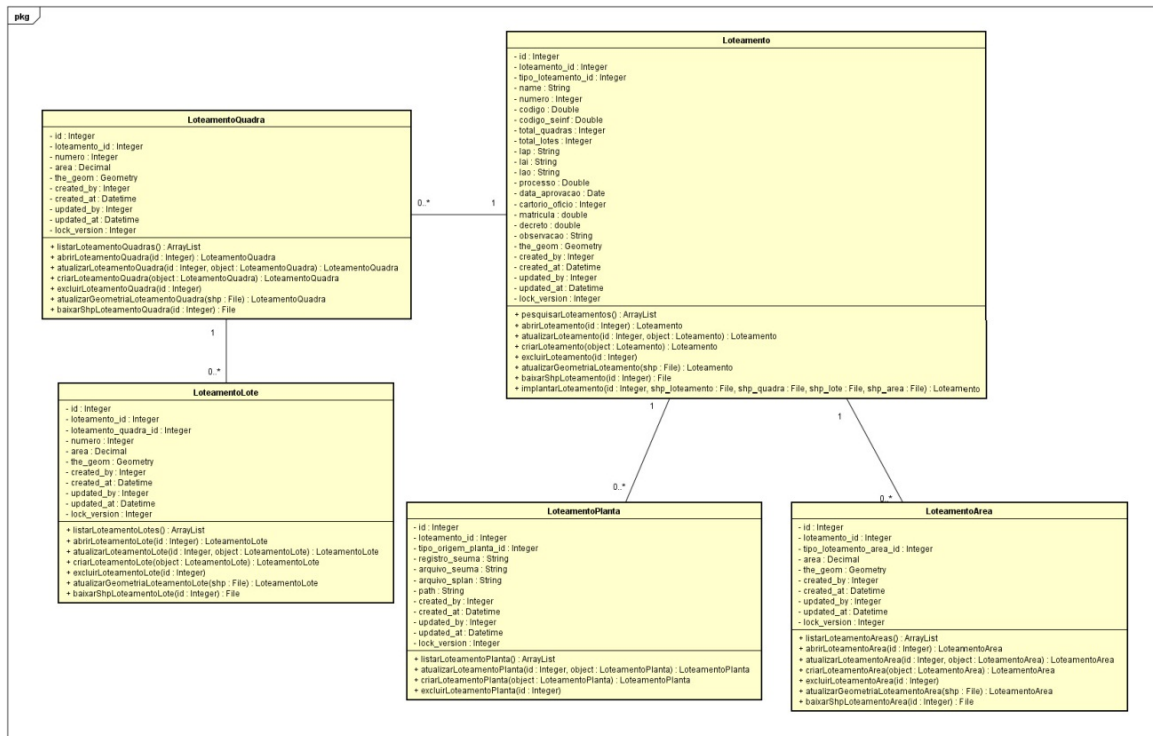 pkg
Loteamento
- id : Integer
- loteamento_id : Integer
- tipo_loteamento_id : Integer
- name : String
- numero : Integer
- codigo : Double
- codigo_seinf : Double
- total_quadras : Integer
- total_lotes : Integer
- lap : String
- lai : String
- lao : String
- processo : Double
- data_aprovacao : Date
- cartorio_oficio : Integer
- matricula : double
- decreto : double
- observacao : String
- the_geom : Geometry
- created_by : Integer
- created_at : Datetime
- updated_by : Integer
- updated_at : Datetime
- lock_version : Integer
+ pesquisarLoteamentos() : ArrayList
+ abrirLoteamento(id : Integer) : Loteamento
+ atualizarLoteamento(id : Integer, object : Loteamento) : Loteamento
+ criarLoteamento(object : Loteamento) : Loteamento
+ excluirLoteamento(id : Integer)
+ atualizarGeometriaLoteamento(shp : File) : Loteamento
+ baixarShpLoteamento(id : Integer) : File
+ implantarLoteamento(id : Integer, shp_loteamento : File, shp_quadra : File, shp_lote : File, shp_area : File) : Loteamento
LoteamentoQuadra
- id : Integer
- loteamento_id : Integer
- numero : Integer
- area : Decimal
- the_geom : Geometry
- created_by : Integer
- created_at : Datetime
- updated_by : Integer
- updated_at : Datetime
- lock_version : Integer
+ listarLoteamentoQuadras() : ArrayList
+ abrirLoteamentoQuadra(id : Integer) : LoteamentoQuadra
+ atualizarLoteamentoQuadra(id : Integer, object : LoteamentoQuadra) : LoteamentoQuadra
+ criarLoteamentoQuadra(object : LoteamentoQuadra) : LoteamentoQuadra
+ excluirLoteamentoQuadra(id : Integer)
+ atualizarGeometriaLoteamentoQuadra(shp : File) : LoteamentoQuadra
+ baixarShpLoteamentoQuadra(id : Integer) : File
0..*
1
1
0..*
LoteamentoLote
- id : Integer
- loteamento_id : Integer
- loteamento_quadra_id : Integer
- numero : Integer
- area : Decimal
- the_geom : Geometry
- created_by : Integer
- created_at : Datetime
- updated_by : Integer
- updated_at : Datetime
- lock_version : Integer
+ listarLoteamentoLotes() : ArrayList
+ abrirLoteamentoLote(id : Integer) : LoteamentoLote
+ atualizarLoteamentoLote(id : Integer, object : LoteamentoLote) : LoteamentoLote
+ criarLoteamentoLote(object : LoteamentoLote) : LoteamentoLote
+ excluirLoteamentoLote(id : Integer)
+ atualizarGeometriaLoteamentoLote(shp : File) : LoteamentoLote
+ baixarShpLoteamentoLote(id : Integer) : File
1
1
0..*
0..*
LoteamentoPlanta
- id : Integer
- loteamento_id : Integer
- tipo_origem_planta_id : Integer
- registro_seuma : String
- arquivo_seuma : String
- arquivo_splan : String
- path : String
- created_by : Integer
- created_at : Datetime
- updated_by : Integer
- updated_at : Datetime
- lock_version : Integer
+ listarLoteamentoPlanta() : ArrayList
+ atualizarLoteamentoPlanta(id : Integer, object : LoteamentoPlanta) : LoteamentoPlanta
+ criarLoteamentoPlanta(object : LoteamentoPlanta) : LoteamentoPlanta
+ excluirLoteamentoPlanta(id : Integer)
LoteamentoArea
- id : Integer
- loteamento_id : Integer
- tipo_loteamento_area_id : Integer
- area : Decimal
- the_geom : Geometry
- created_by : Integer
- created_at : Datetime
- updated_by : Integer
- updated_at : Datetime
- lock_version : Integer
+ listarLoteamentoAreas() : ArrayList
+ abrirLoteamentoArea(id : Integer) : LoteamentoArea
+ atualizarLoteamentoArea(id : Integer, object : LoteamentoArea) : LoteamentoArea
+ criarLoteamentoArea(object : LoteamentoArea) : LoteamentoArea
+ excluirLoteamentoArea(id : Integer)
+ atualizarGeometriaLoteamentoArea(shp : File) : LoteamentoArea
+ baixarShpLoteamentoArea(id : Integer) : File